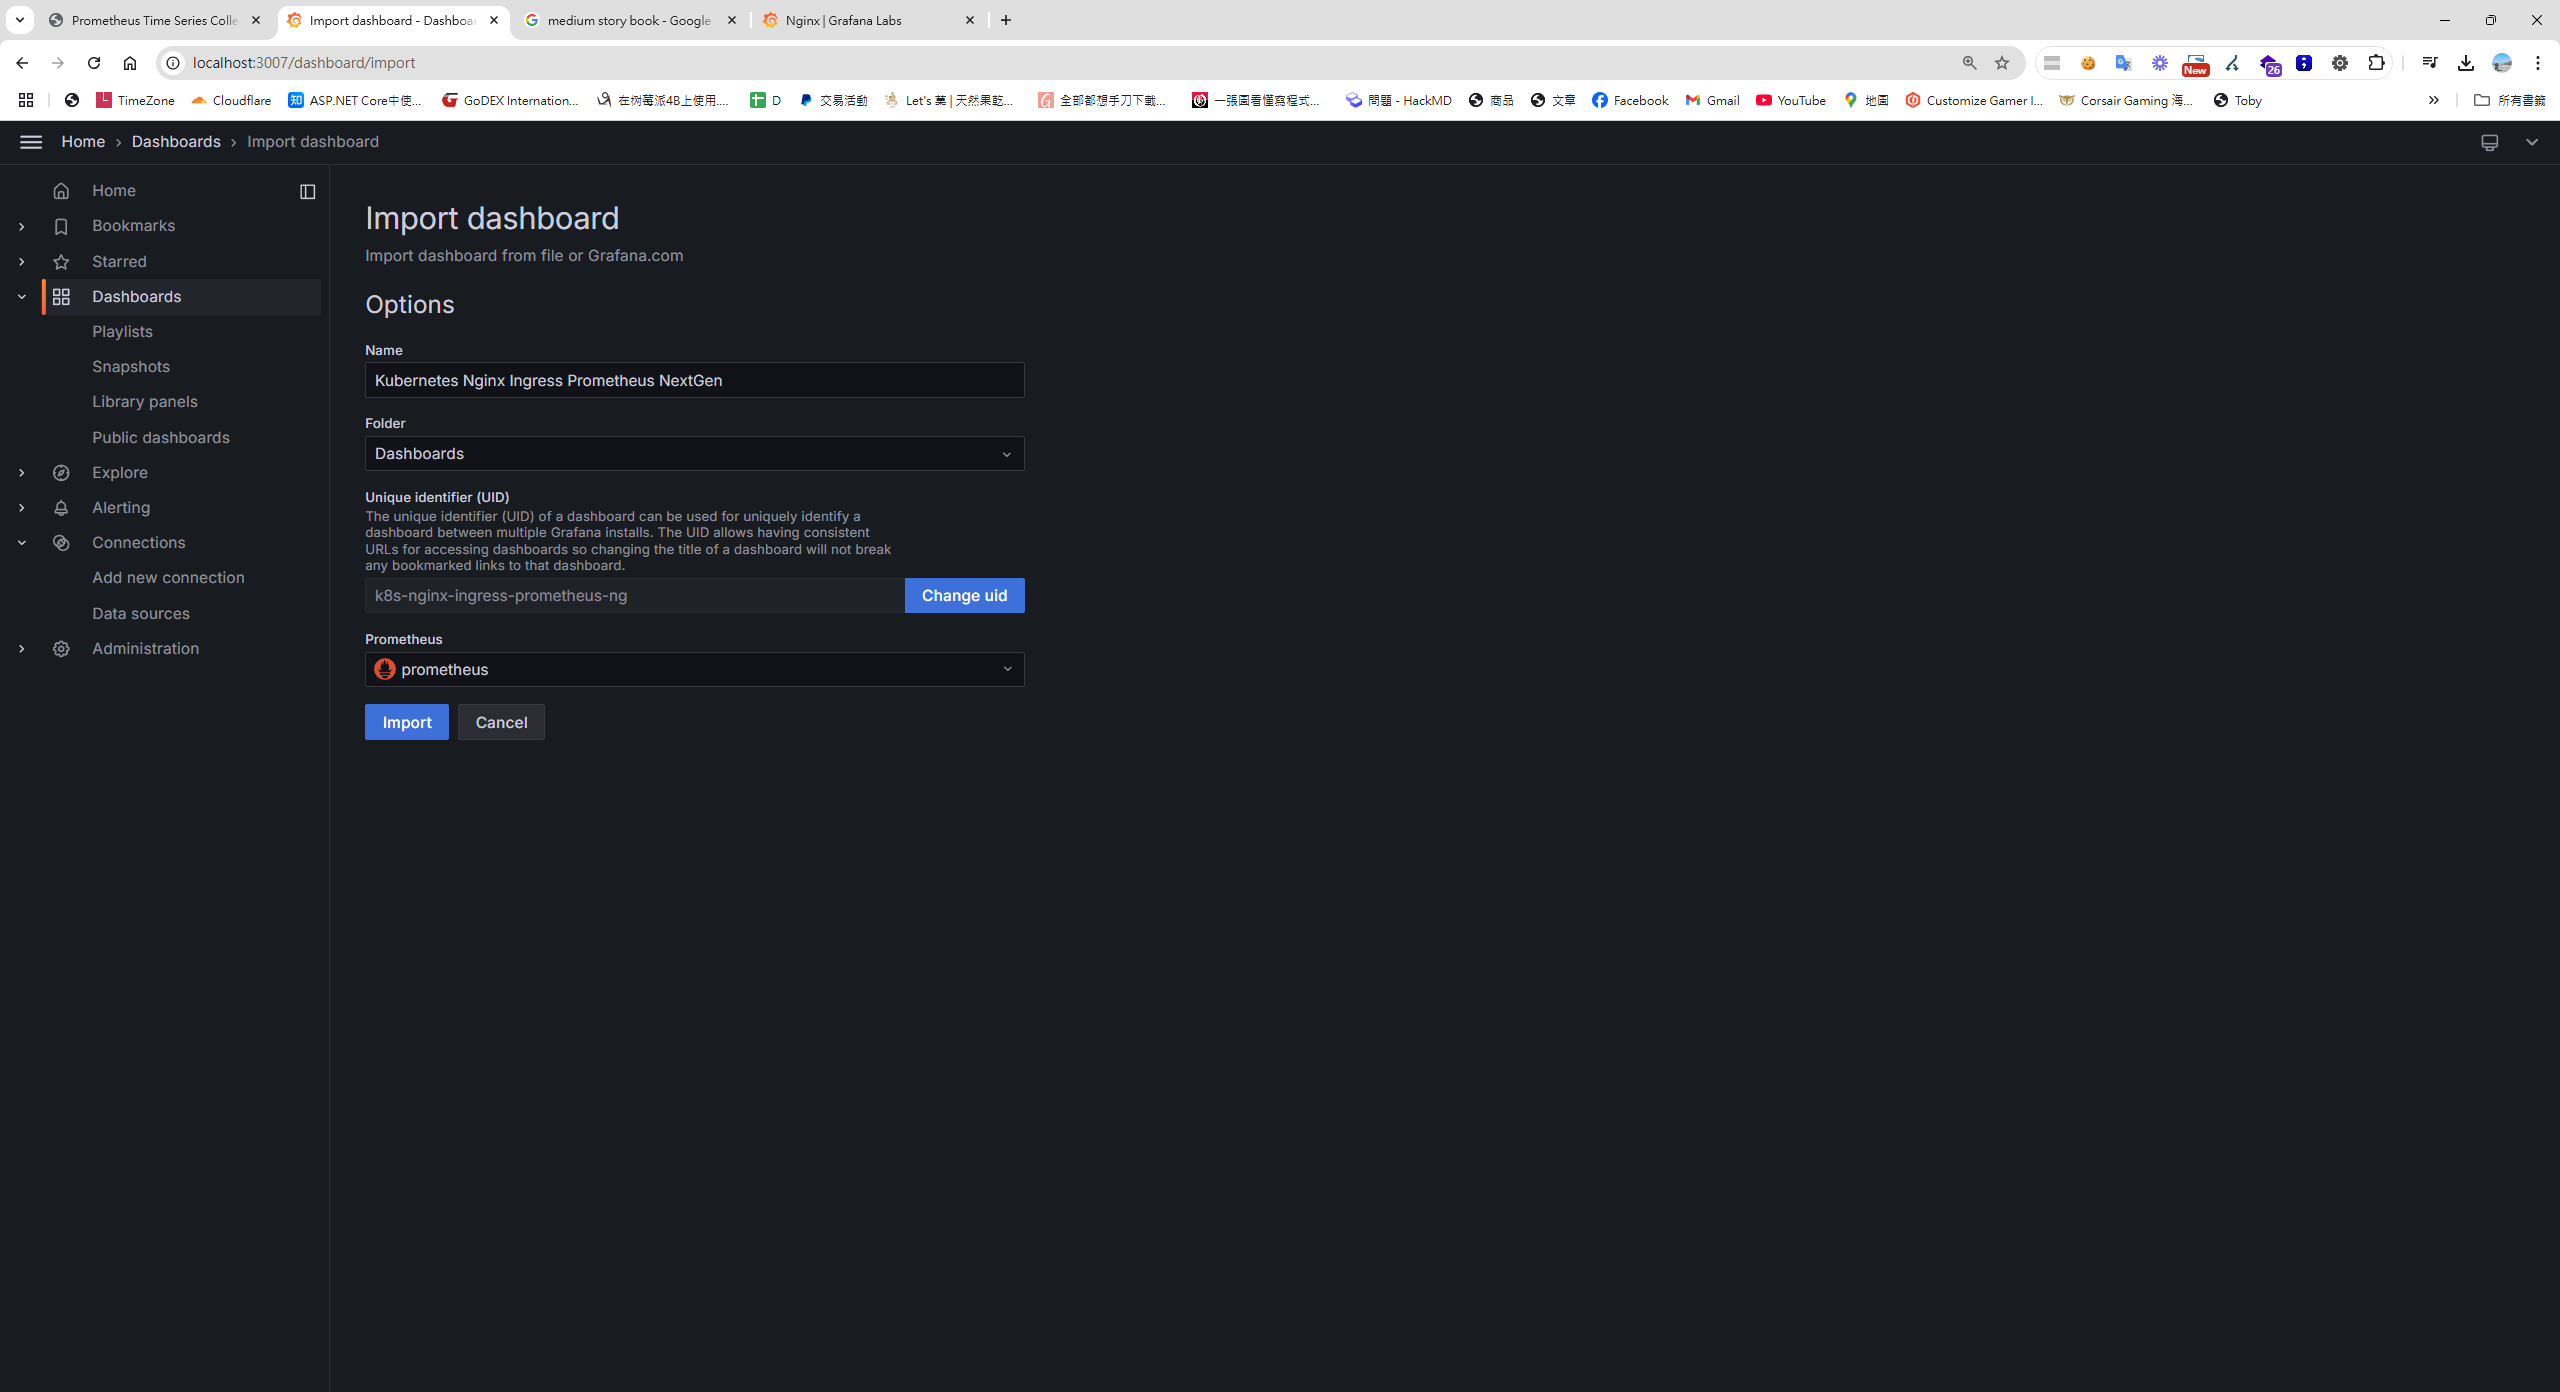 Prometheus Time Series Colle
Import dashboard - Dashboar
medium story book - Google
Nginx | Grafana Labs
localhost:3007/dashboard/import
New
26
TimeZone
Cloudflare
知 ASP.NET Core中使...
GoDEX Internation...
在树莓派4B上使用....
D
交易活動
Let's 菓 | 天然果乾...
全部都想手刀下載...
一張圖看懂寫程式...
問題 - HackMD
商品
文章
Facebook
Gmail
YouTube
地圖
Customize Gamer I...
Corsair Gaming 海...
Toby
所有書籤
Home › Dashboards › Import dashboard
Home
Bookmarks
Starred
Dashboards
Playlists
Snapshots
Library panels
Public dashboards
Explore
Alerting
Connections
Add new connection
Data sources
Administration
Import dashboard
Import dashboard from file or Grafana.com
Options
Name
Kubernetes Nginx Ingress Prometheus NextGen
Folder
Dashboards
Unique identifier (UID)
The unique identifier (UID) of a dashboard can be used for uniquely identify a
dashboard between multiple Grafana installs. The UID allows having consistent
URLs for accessing dashboards so changing the title of a dashboard will not break
any bookmarked links to that dashboard.
k8s-nginx-ingress-prometheus-ng
Change uid
Prometheus
prometheus
Import
Cancel